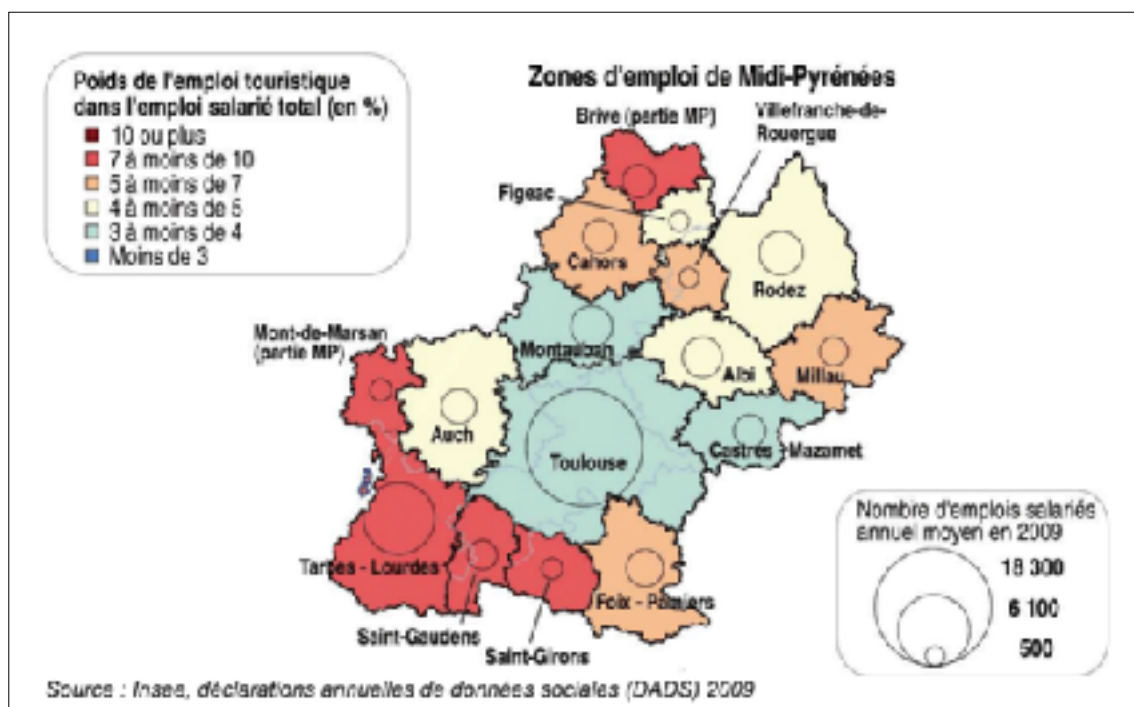 Poids de l'emploi touristique
dans l'emploi salarié total (en %)
10 ou plus
7 à moins de 10
5 à moins de 7
4 à moins de 5
3 à moins de 4
Moins de 3
Zones d'emploi de Midi-Pyrénées
Brive (partie MP)
Villefranche-de-
Rouergue
Figeac
Cahors
Rodez
Mont-de-Marsan
(partie MP)
Montauban
Albi
Millau
Auch
Toulouse
Castres - Mazamet
Tarbes - Lourdes
Foix - Pamiers
Saint-Gaudens
Saint-Girons
Nombre d'emplois salariés
annuel moyen en 2009
18 300
6 100
500
Source : Insee, déclarations annuelles de données sociales (DADS) 2009